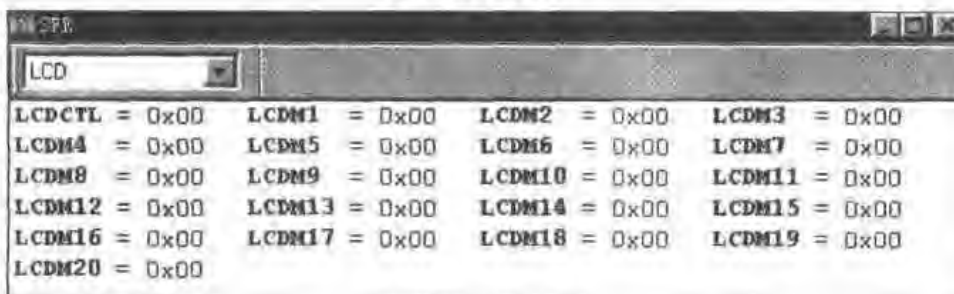 SFR
LCD
LCDCTL = 0x00 LCDM1 = 0x00 LCDM2 = 0x00 LCDM3 = 0x00
LCDM4 = 0x00 LCDM5 = 0x00 LCDM6 = 0x00 LCDM7 = 0x00
LCDM8 = 0x00 LCDM9 = 0x00 LCDM10 = 0x00 LCDM11 = 0x00
LCDM12 = 0x00 LCDM13 = 0x00 LCDM14 = 0x00 LCDM15 = 0x00
LCDM16 = 0x00 LCDM17 = 0x00 LCDM18 = 0x00 LCDM19 = 0x00
LCDM20 = 0x00